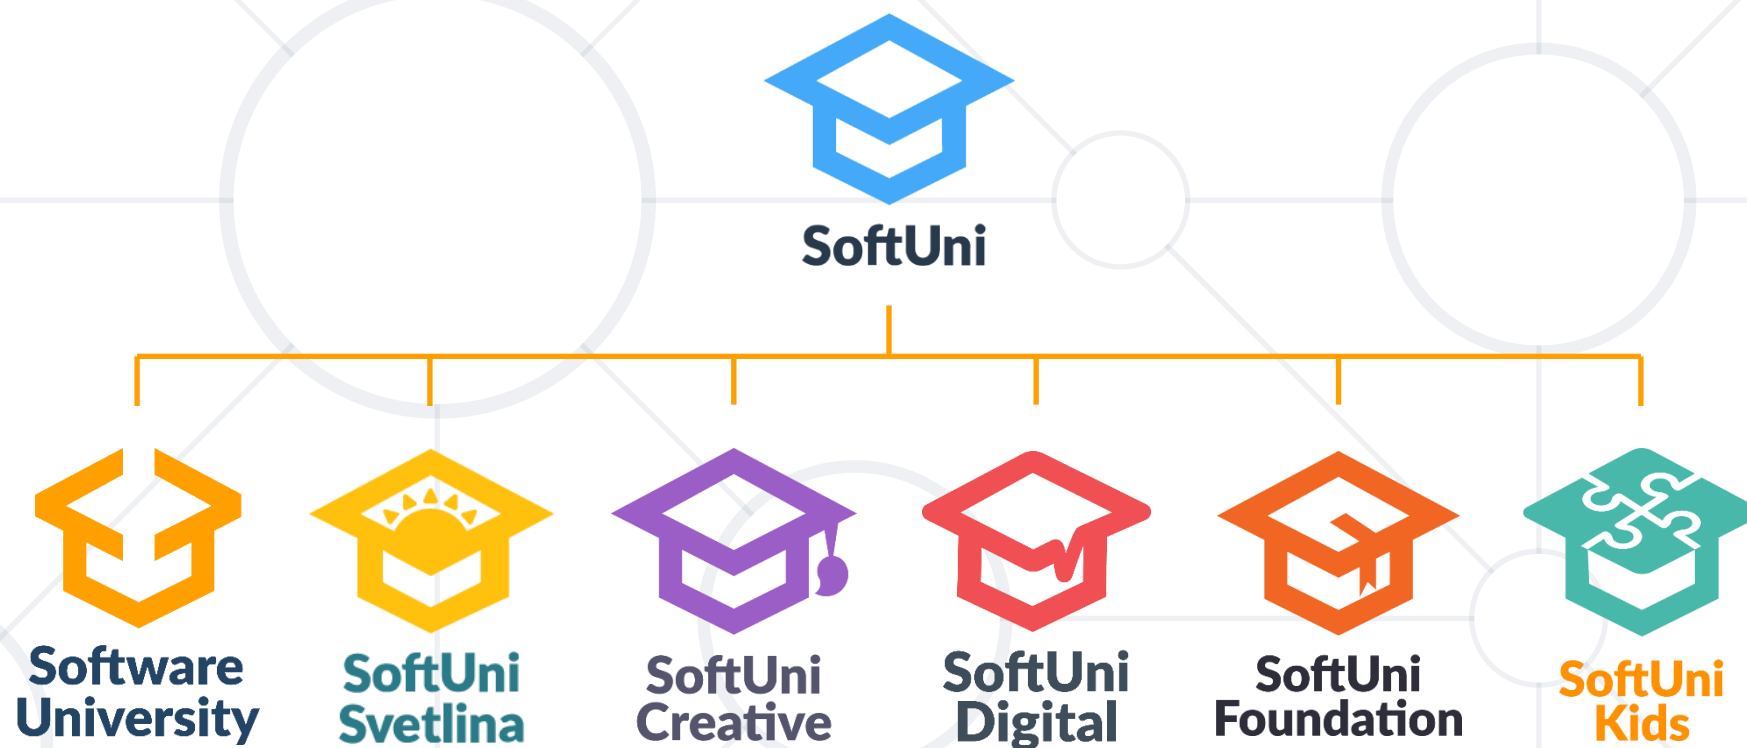 SoftUni
Software
University
SoftUni
Svetlina
SoftUni
Creative
SoftUni
Digital
SoftUni
Foundation
SoftUni
Kids